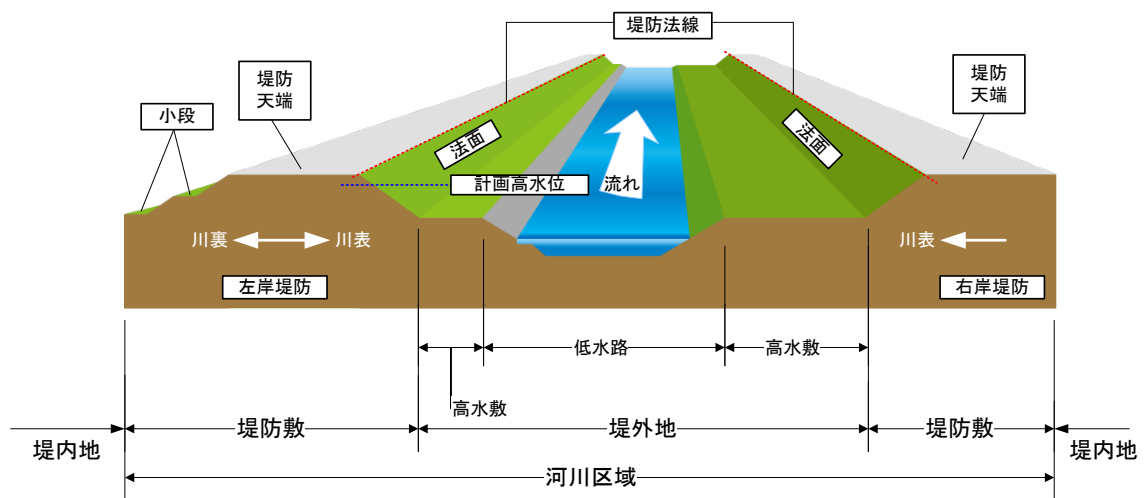 堤防法線
堤防
天端
堤防
天端
小段
法面
法面
計画高水位
流れ
川裏
川表
川表
左岸堤防
右岸堤防
低水路
高水敷
高水敷
堤防敷
堤外地
堤防敷
堤内地
堤内地
河川区域